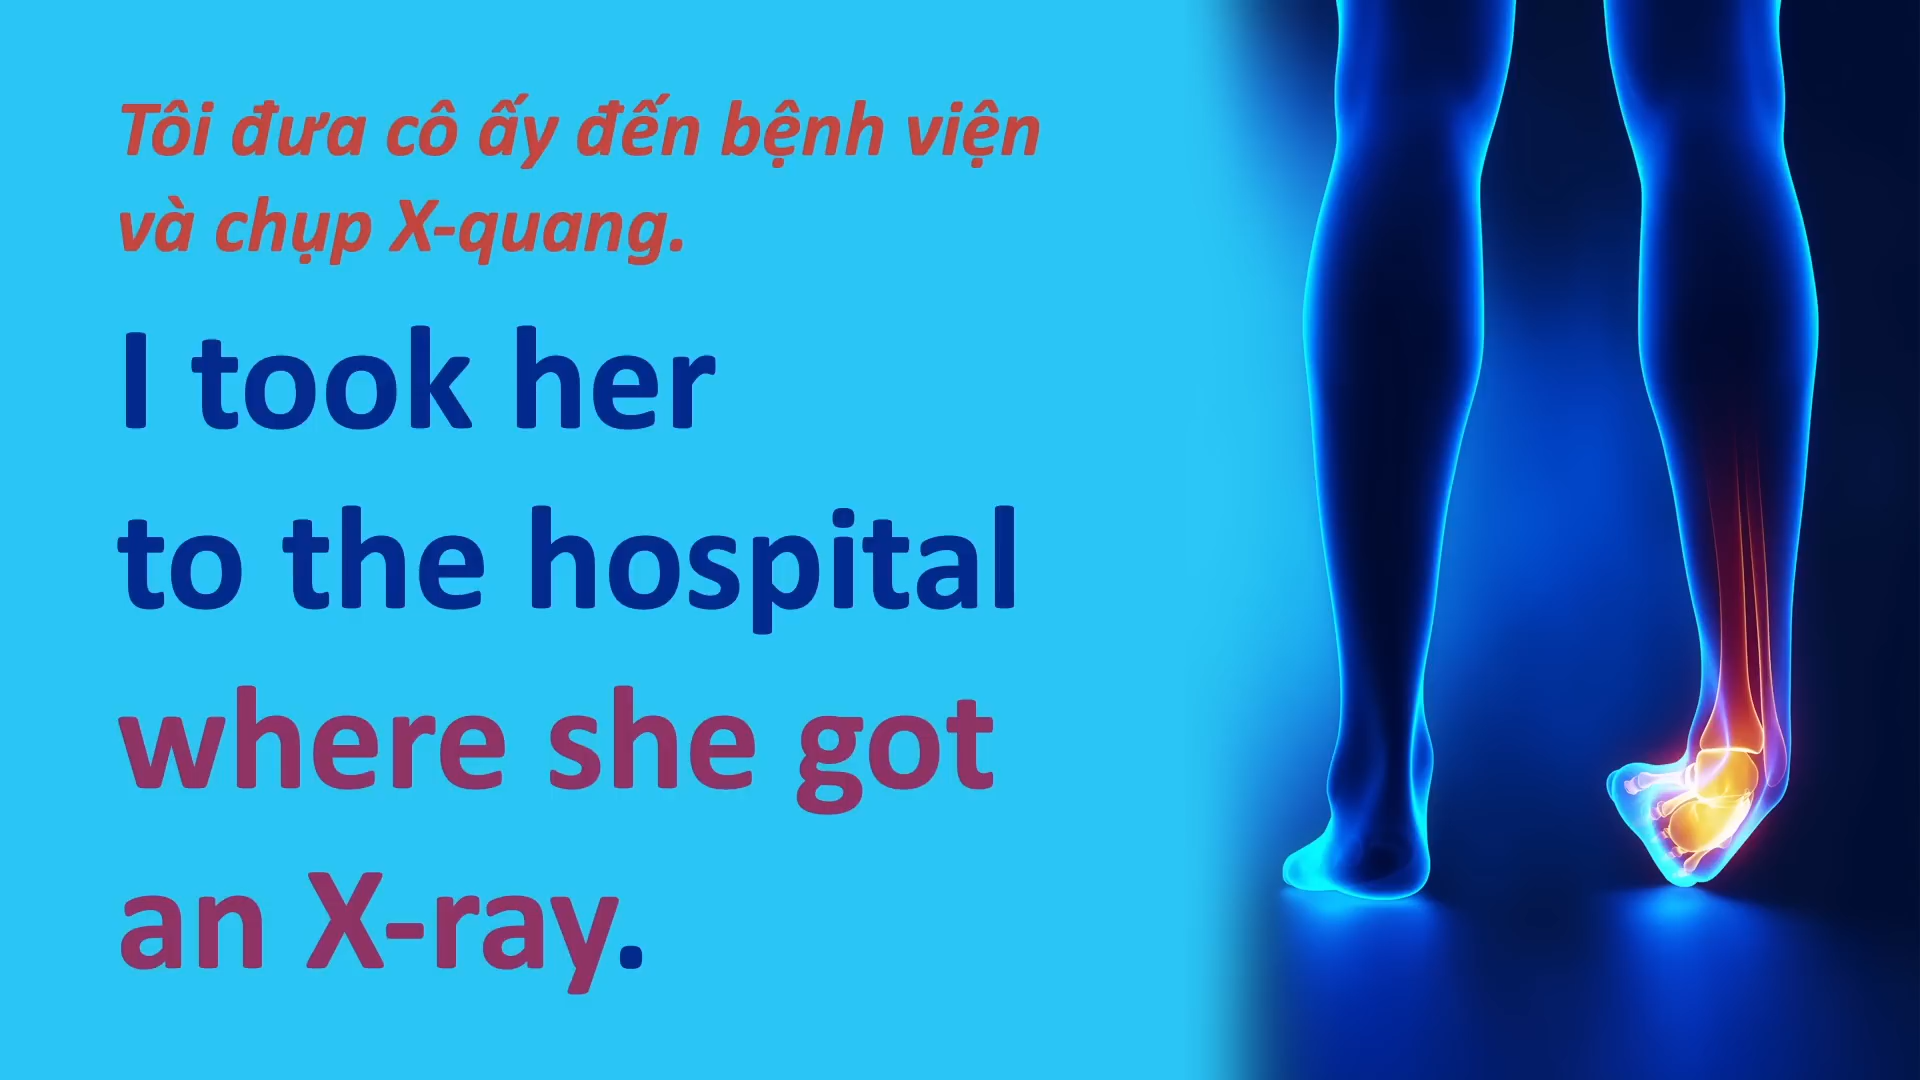 Tôi đưa cô ấy đến bệnh viện
và chụp X-quang.
I took her
to the hospital
where she got
an X-ray.